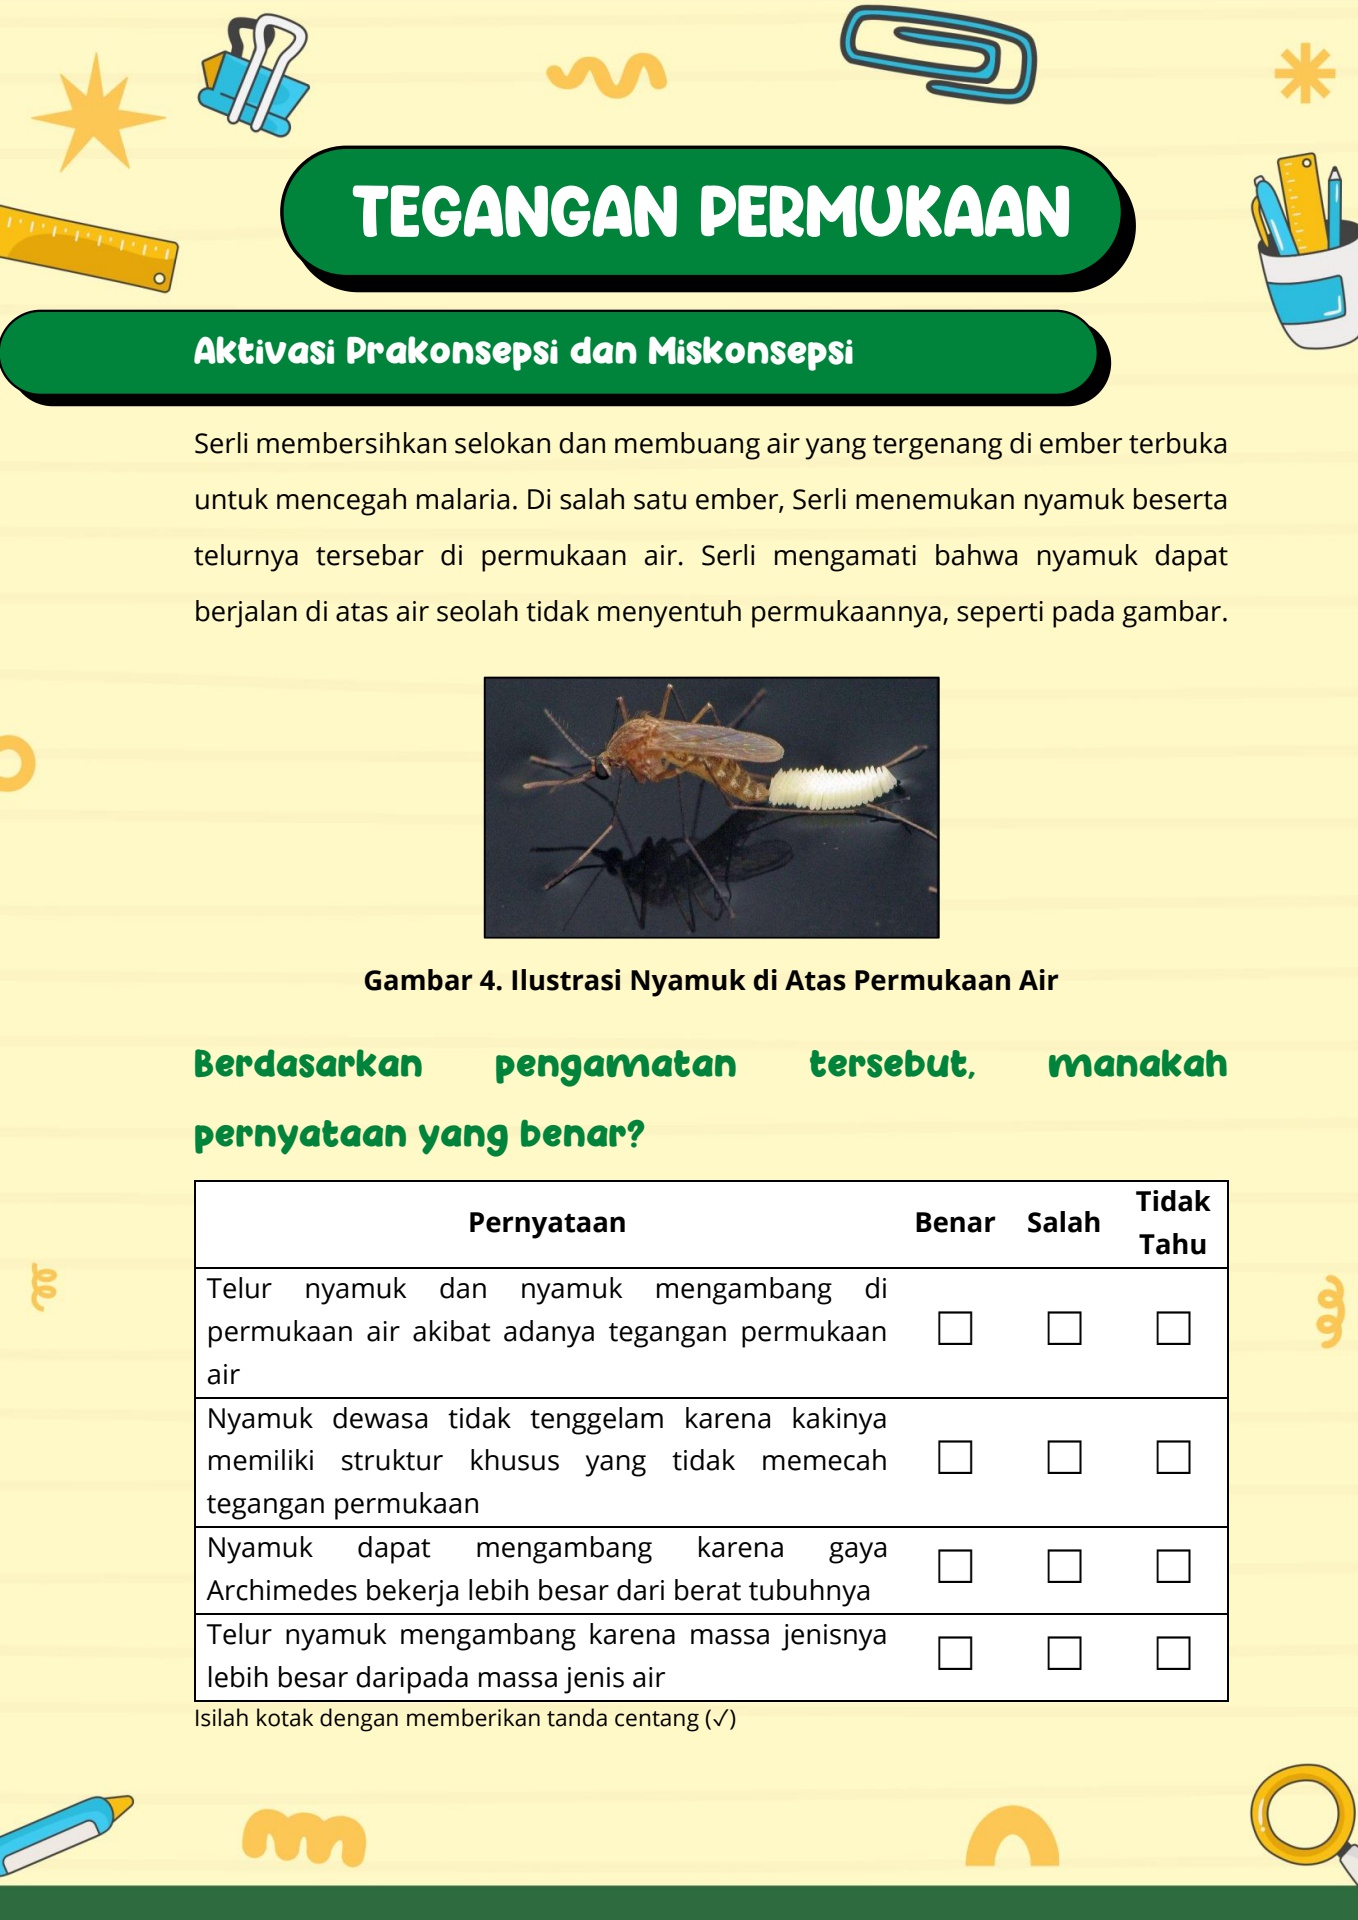 TEGANGAN PERMUKAAN
Aktivasi Prakonsepsi dan Miskonsepsi
Serli membersihkan selokan dan membuang air yang tergenang di ember terbuka
untuk mencegah malaria. Di salah satu ember, Serli menemukan nyamuk beserta
telurnya tersebar di permukaan air. Serli mengamati bahwa nyamuk dapat
berjalan di atas air seolah tidak menyentuh permukaannya, seperti pada gambar.
Gambar 4. Ilustrasi Nyamuk di Atas Permukaan Air
Berdasarkan pengamatan tersebut, manakah
pernyataan yang benar?
Pernyataan Benar Salah Tidak Tahu
Telur nyamuk dan nyamuk mengambang di
permukaan air akibat adanya tegangan permukaan
air
Nyamuk dewasa tidak tenggelam karena kakinya
memiliki struktur khusus yang tidak memecah
tegangan permukaan
Nyamuk dapat mengambang karena gaya
Archimedes bekerja lebih besar dari berat tubuhnya
Telur nyamuk mengambang karena massa jenisnya
lebih besar daripada massa jenis air
Isilah kotak dengan memberikan tanda centang (✓)